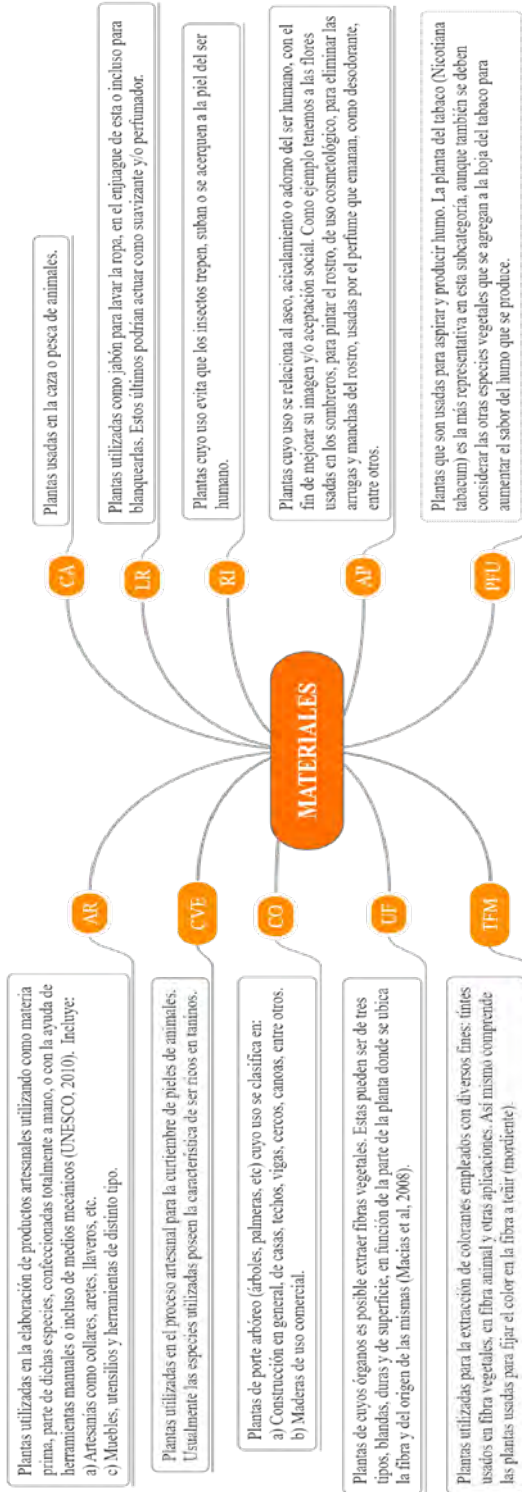 MATERIALES
AR
Plantas utilizadas en la elaboración de productos artesanales utilizando como materia
prima, parte de dichas especies, confeccionadas totalmente a mano, o con la ayuda de
herramientas manuales o incluso de medios mecánicos (UNESCO, 2010). Incluye:
a) Artesanías como collares, aretes, llaveros, etc.
c) Muebles, utensilios y herramientas de distinto tipo.
CVE
Plantas utilizadas en el proceso artesanal para la curtiembre de pieles de animales.
Usualmente las especies utilizadas poseen la característica de ser ricos en taninos.
CO
Plantas de porte arbóreo (árboles, palmeras, etc) cuyo uso se clasifica en:
a) Construcción en general, de casas, techos, vigas, cercos, canoas, entre otros.
b) Maderas de uso comercial.
UF
Plantas de cuyos órganos es posible extraer fibras vegetales. Estas pueden ser de tres
tipos, blandas, duras y de superficie, en función de la parte de la planta donde se ubica
la fibra y del origen de las mismas (Macias et al, 2008).
TFM
Plantas utilizadas para la extracción de colorantes empleados con diversos fines: tintes
usados en fibra vegetales, en fibra animal y otras aplicaciones. Así mismo comprende
las plantas usadas para fijar el color en la fibra a teñir (mordiente).
CA
Plantas usadas en la caza o pesca de animales.
LR
Plantas utilizadas como jabón para lavar la ropa, en el enjuague de esta o incluso para
blanquearlas. Estos últimos podrían actuar como suavizante y/o perfumador.
RI
Plantas cuyo uso evita que los insectos trepen, suban o se acerquen a la piel del ser
humano.
AP
Plantas cuyo uso se relaciona al aseo, acicalamiento o adorno del ser humano, con el
fin de mejorar su imagen y/o aceptación social. Como ejemplo tenemos a las flores
usadas en los sombreros, para pintar el rostro, de uso cosmetológico, para eliminar las
arrugas y manchas del rostro, usadas por el perfume que emanan, como desodorante,
entre otros.
PFU
Plantas que son usadas para aspirar y producir humo. La planta del tabaco (Nicotiana
tabacum) es la más representativa en esta subcategoría, aunque también se deben
considerar las otras especies vegetales que se agregan a la hoja del tabaco para
aumentar el sabor del humo que se produce.